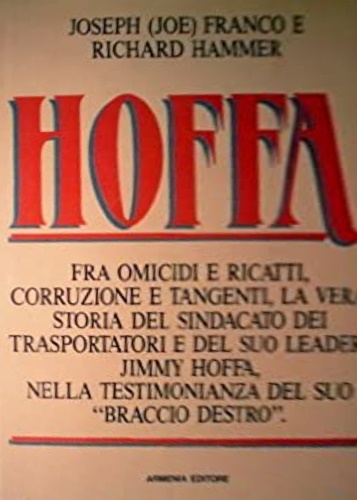 JOSEPH (JOE) FRANCO E
RICHARD HAMMER
HOFFA
FRA OMICIDI E RICATTI,
CORRUZIONE E TANGENTI, LA VER
STORIA DEL SINDACATO DEI
TRASPORTATORI E DEL SUO LEADER
JIMMY HOFFA,
NELLA TESTIMONIANZA DEL SUO
"BRACCIO DESTRO".
ARMENIA EDITORE